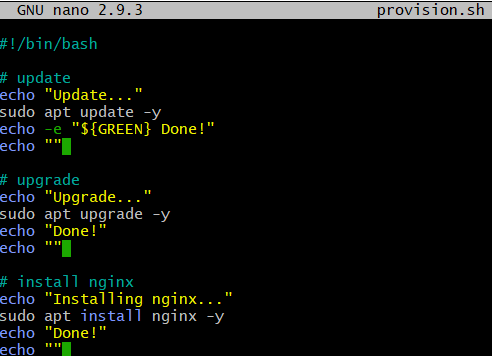 GNU nano 2.9.3 provision.sh
#!/bin/bash
# update
echo "Update..."
sudo apt update -y
echo -e "${GREEN} Done!"
echo ""
# upgrade
echo "Upgrade..."
sudo apt upgrade -y
echo "Done!"
echo ""
# install nginx
echo "Installing nginx..."
sudo apt install nginx -y
echo "Done!"
echo ""